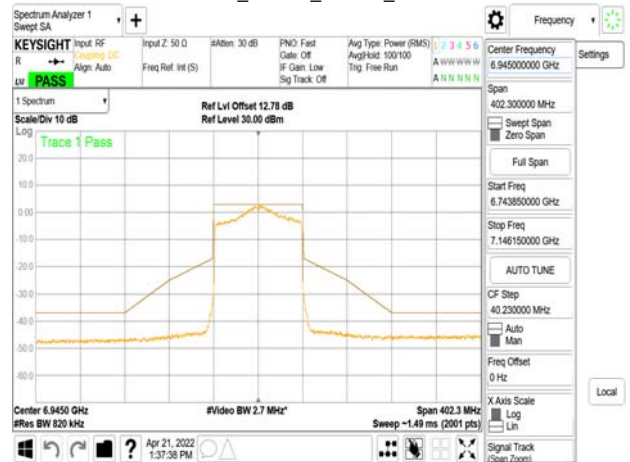 Spectrum Analyzer 1
Swept SA
+
Frequency
KEYSIGHT Input: RF Input Z: 50 Ω #Atten: 30 dB PNO: Fast Avg Type: Power (RMS) 1 2 3 4 5 6
R Coupling: DC Gate: Off Avg|Hold: 100/100 A W W W W W
Align: Auto Freq Ref: Int (S) IF Gain: Low Trig: Free Run
LW PASS Sig Track: Off A N N N N N
1 Spectrum
Ref Lvl Offset 12.78 dB
Scale/Div 10 dB Ref Level 30.00 dBm
Log
Trace 1 Pass
20.0
10.0
0.00
-10.0
-20.0
-30.0
-40.0
-50.0
-60.0
Center 6.9450 GHz #Video BW 2.7 MHz* Span 402.3 MHz
#Res BW 820 kHz Sweep ~1.49 ms (2001 pts)
? Apr 21, 2022
1:37:38 PM
Center Frequency
6.945000000 GHz
Settings
Span
402.300000 MHz
Swept Span
Zero Span
Full Span
Start Freq
6.743850000 GHz
Stop Freq
7.146150000 GHz
AUTO TUNE
CF Step
40.230000 MHz
Auto
Man
Freq Offset
0 Hz
X Axis Scale
Log
Lin
Local
Signal Track
(Span Zoom)